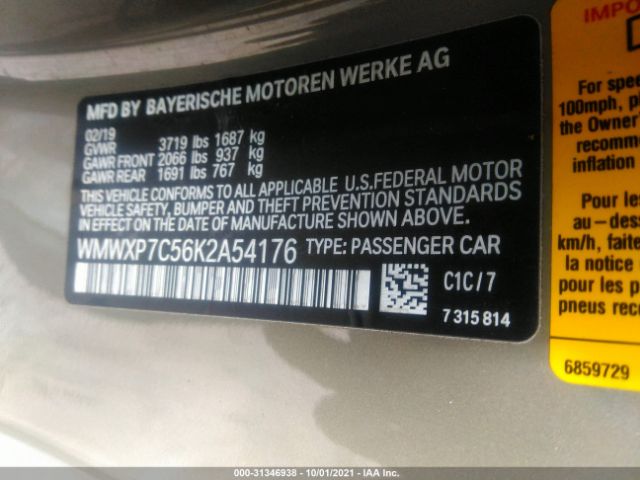 MFD BY BAYERISCHE MOTOREN WERKE AG
02/19
GVWR 3719 lbs 1687 kg
GAWR FRONT 2066 lbs 937 kg
GAWR REAR 1691 lbs 767 kg
THIS VEHICLE CONFORMS TO ALL APPLICABLE U.S.FEDERAL MOTOR
VEHICLE SAFETY, BUMPER AND THEFT PREVENTION STANDARDS
IN EFFECT ON THE DATE OF MANUFACTURE SHOWN ABOVE.
WMWXP7C56K2A54176 TYPE: PASSENGER CAR
C1C/7
7 315 814
IMPO
For spee
100mph, pl
the Owner'
recomm
inflation
Pour
au–dess
km/h, faite
la notice
pour les p
pneus rec
6859729
000-31346938 - 10/01/2021 - IAA Inc.